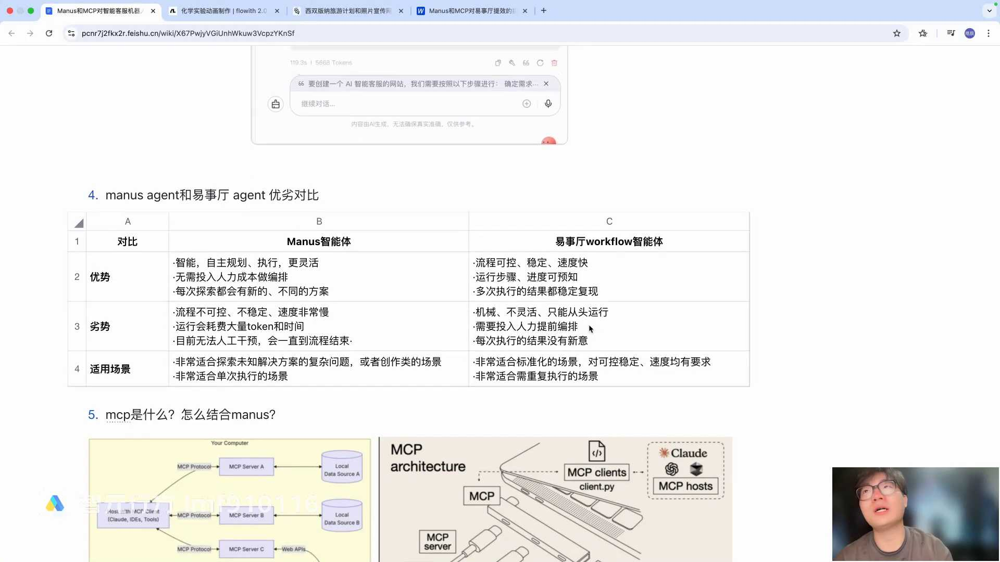 Manus和MCP对智能客服机器人
化学实验动画制作 | flowith 2.0
西双版纳旅游计划和照片宣传网
Manus和MCP对易事厅提效的
pcnr7j2fkx2r.feishu.cn/wiki/X67PwjyVGiUnhWkuw3VcpzYKnSf
皓辰
119.3s | 5668 Tokens
要创建一个 AI 智能客服的网站，我们需要按照以下步骤进行： 确定需求...
继续对话...
内容由AI生成，无法确保真实准确，仅供参考。
4. manus agent和易事厅 agent 优劣对比
A B C
1 对比 Manus智能体 易事厅workflow智能体
2 优势
·智能，自主规划、执行，更灵活
·无需投入人力成本做编排
·每次探索都会有新的、不同的方案
·流程可控、稳定、速度快
·运行步骤、进度可预知
·多次执行的结果都稳定复现
3 劣势
·流程不可控、不稳定、速度非常慢
·运行会耗费大量token和时间
·目前无法人工干预，会一直到流程结束·
·机械、不灵活、只能从头运行
·需要投入人力提前编排
·每次执行的结果没有新意
4 适用场景
·非常适合探索未知解决方案的复杂问题，或者创作类的场景
·非常适合单次执行的场景
·非常适合标准化的场景，对可控稳定、速度均有要求
·非常适合需重复执行的场景
5. mcp是什么？怎么结合manus?
Your Computer
MCP Protocol
MCP Server A
Local
Data Source A
Host with MCP Client
(Claude, IDEs, Tools)
MCP Protocol
MCP Server B
Local
Data Source B
MCP Protocol
MCP Server C
Web APIs
MCP
architecture
MCP clients
client.py
Claude
MCP hosts
MCP
MCP
server
lmf910116